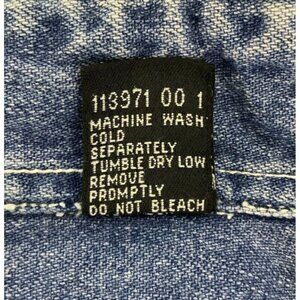 113971 00 1
MACHINE WASH
COLD
SEPARATELY
TUMBLE DRY LOW
REMOVE
PROMPTLY
DO NOT BLEACH